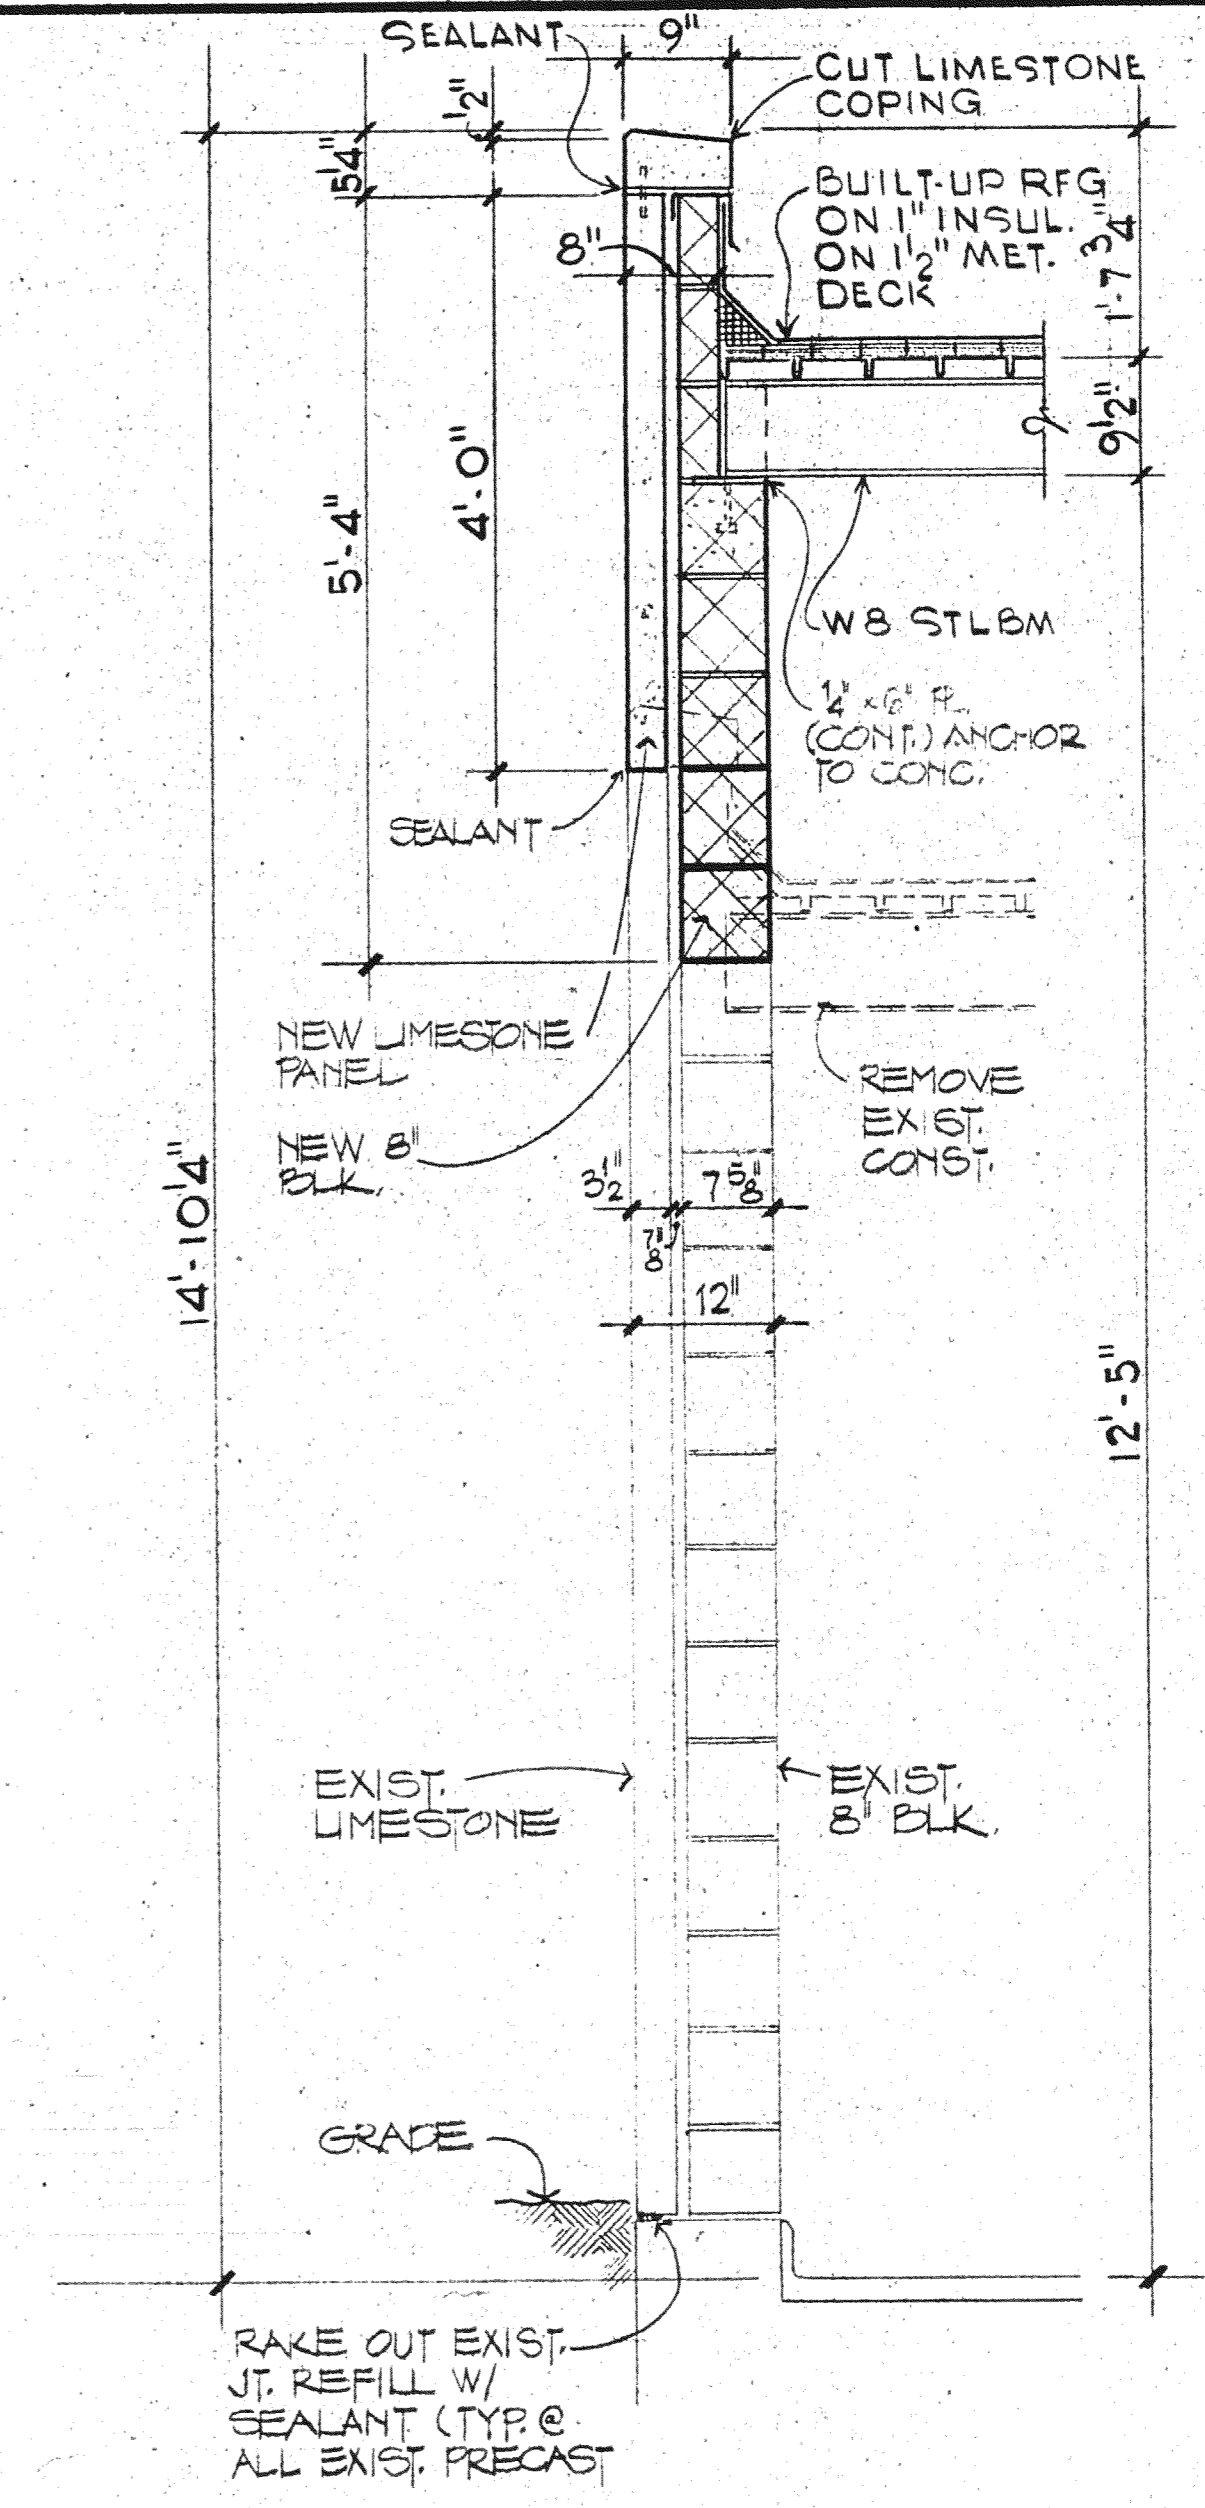 SEALANT
9"
CUT LIMESTONE
COPING
1/2"
5 1/4"
BUILT-UP RFG
ON 1" INSUL.
ON 1 1/2" MET.
DECK
8"
1'-7 3/4"
9 1/2"
4'-0"
5'-4"
W8 STL BM
1/4" x 6" PL.
(CONT.) ANCHOR
TO CONC.
SEALANT
NEW LIMESTONE
PANEL
REMOVE
EXIST.
CONST.
NEW 8"
BLK.
3 1/2"
7 5/8"
7/8"
12"
14'-10 1/4"
12'-5"
EXIST.
LIMESTONE
EXIST.
8" BLK.
GRADE
RAKE OUT EXIST.
JT. REFILL W/
SEALANT (TYP. @
ALL EXIST. PRECAST